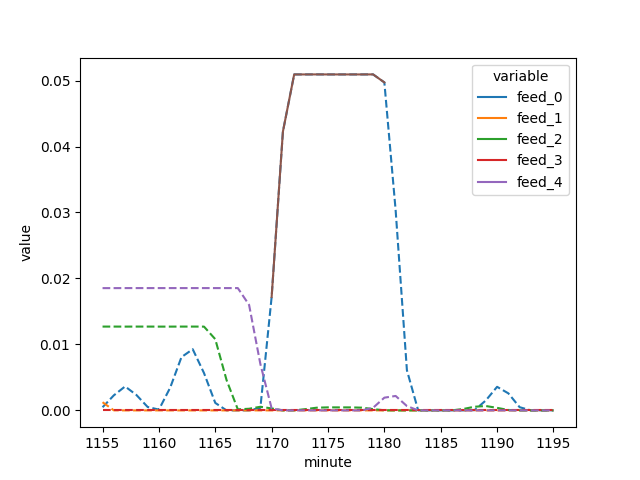 variable
feed_0
feed_1
feed_2
feed_3
feed_4
value
0.05
0.04
0.03
0.02
0.01
0.00
1155 1160 1165 1170 1175 1180 1185 1190 1195
minute